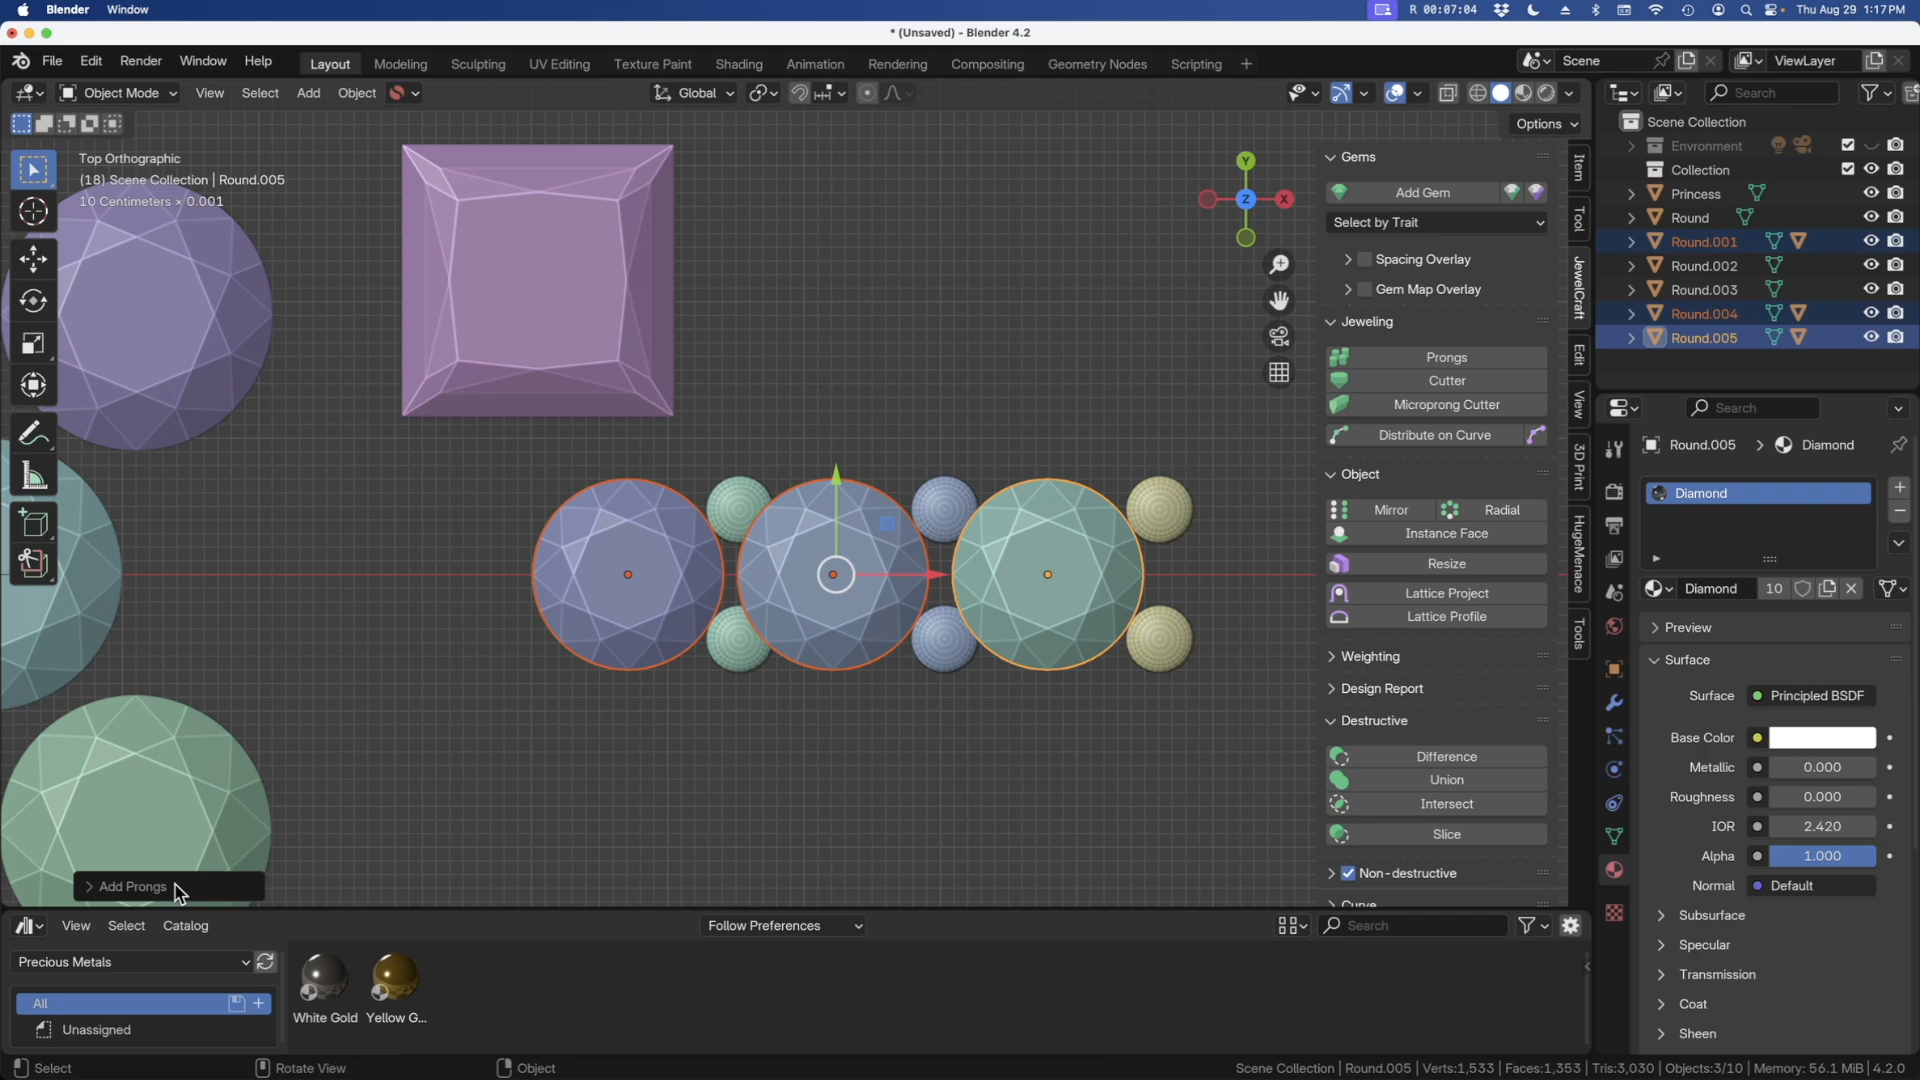 Blender Window
R 00:07:04
Thu Aug 29 1:17PM
* (Unsaved) - Blender 4.2
File Edit Render Window Help
Layout Modeling Sculpting UV Editing Texture Paint Shading Animation Rendering Compositing Geometry Nodes Scripting +
Scene
ViewLayer
Object Mode View Select Add Object
Global
Search
Options
Top Orthographic
(18) Scene Collection | Round.005
10 Centimeters × 0.001
Y
Z
X
Gems
Add Gem
Select by Trait
Spacing Overlay
Gem Map Overlay
Jeweling
Prongs
Cutter
Microprong Cutter
Distribute on Curve
Object
Mirror Radial
Instance Face
Resize
Lattice Project
Lattice Profile
Weighting
Design Report
Destructive
Difference
Union
Intersect
Slice
Non-destructive
Curve
Item
Tool
JewelCraft
Edit
View
3D Print
HugeMenace
Tools
Scene Collection
Environment
Collection
Princess
Round
Round.001
Round.002
Round.003
Round.004
Round.005
Search
Round.005 > Diamond
Diamond
Diamond 10
Preview
Surface
Surface Principled BSDF
Base Color
Metallic 0.000
Roughness 0.000
IOR 2.420
Alpha 1.000
Normal Default
Subsurface
Specular
Transmission
Coat
Sheen
> Add Prongs
View Select Catalog
Follow Preferences
Search
Precious Metals
All
Unassigned
White Gold Yellow G...
Select
Rotate View
Object
Scene Collection | Round.005 | Verts:1,533 | Faces:1,353 | Tris:3,030 | Objects:3/10 | Memory: 56.1 MiB | 4.2.0